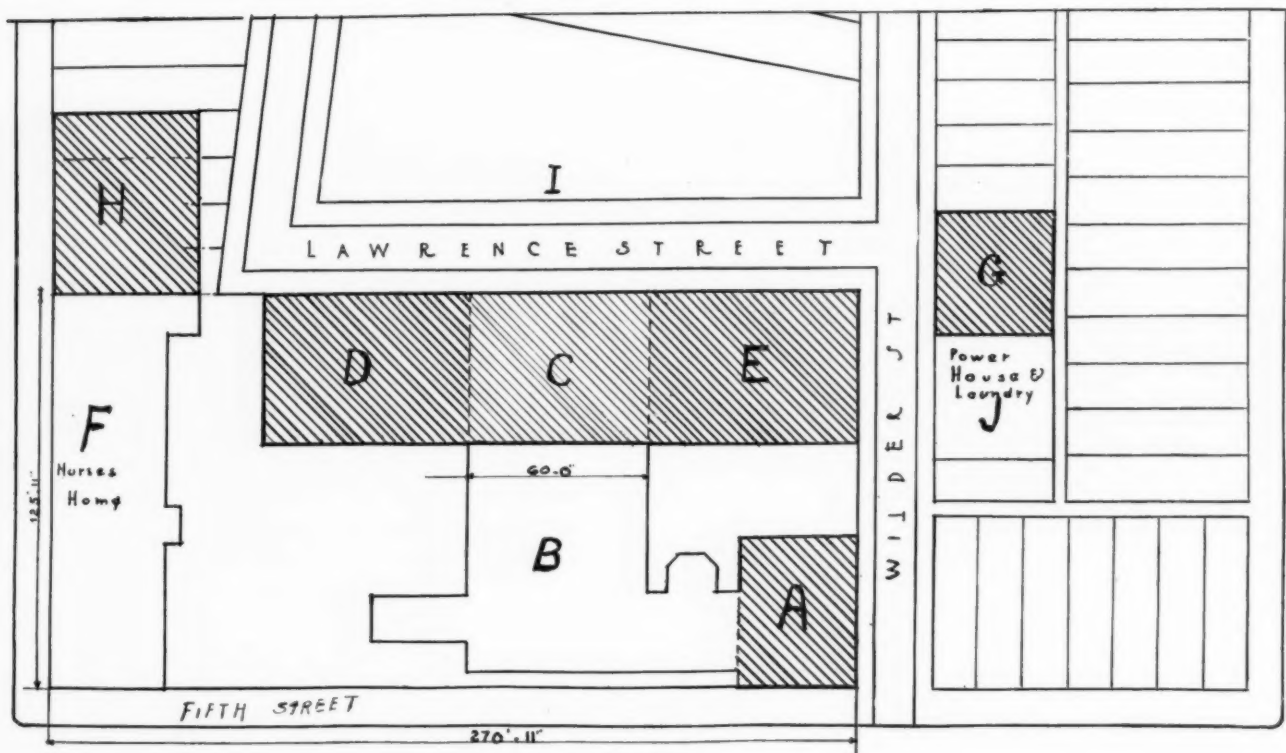 I
H
LAWRENCE STREET
G
D
C
E
Power
House &
Laundry
J
WILDER ST
F
Nurses
Home
125'-11"
60-0"
B
A
FIFTH STREET
270'-11"